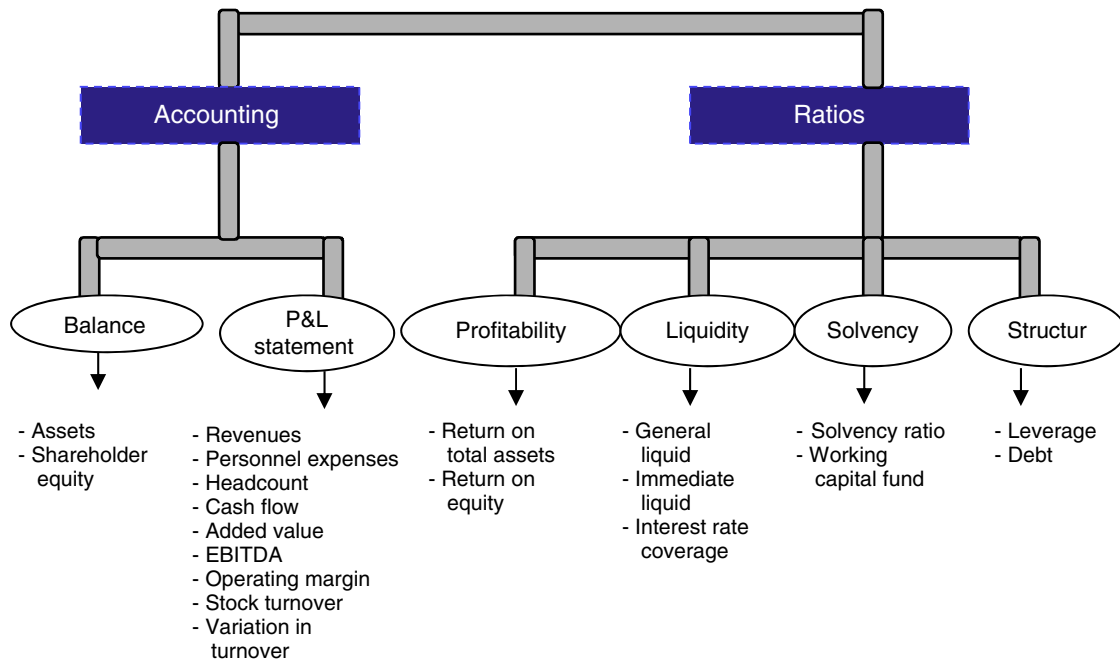 Accounting
Ratios
Balance
P&L
statement
Profitability
Liquidity
Solvency
Structur
- Assets
- Shareholder
equity
- Revenues
- Personnel expenses
- Headcount
- Cash flow
- Added value
- EBITDA
- Operating margin
- Stock turnover
- Variation in
turnover
- Return on
total assets
- Return on
equity
- General
liquid
- Immediate
liquid
- Interest rate
coverage
- Solvency ratio
- Working
capital fund
- Leverage
- Debt